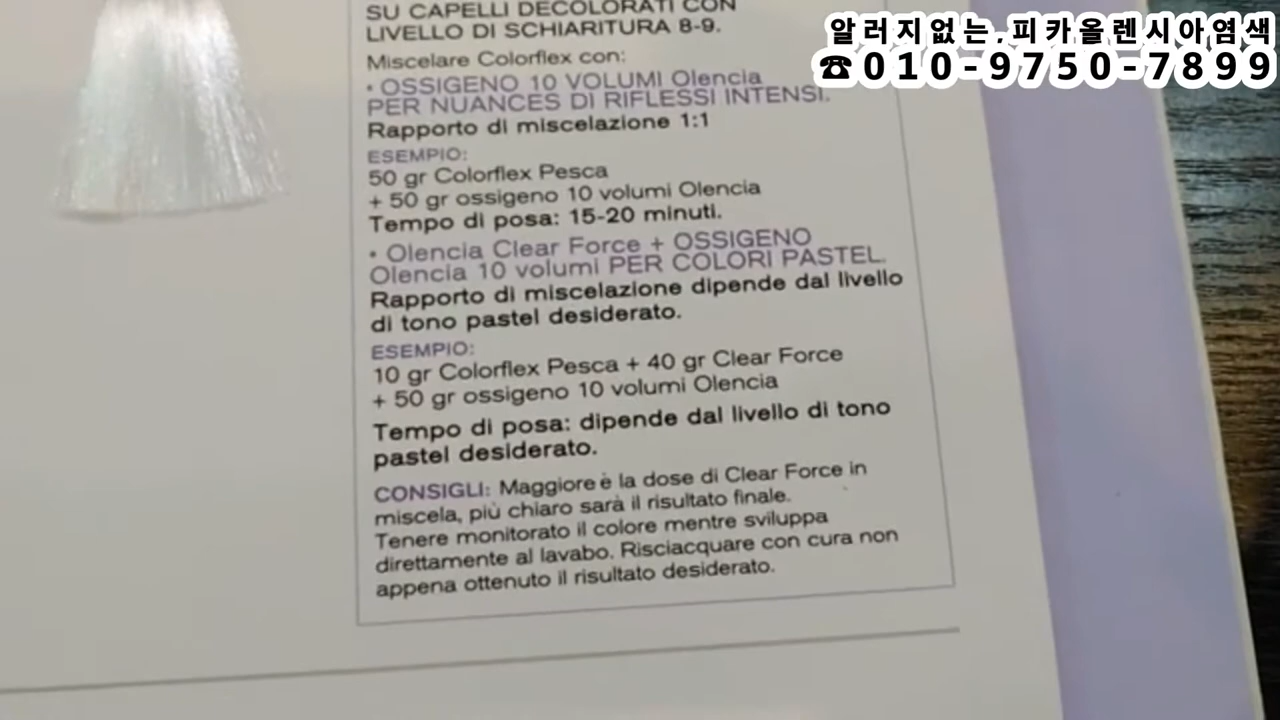 알러지없는,피카올렌시아염색
☎010-9750-7899
SU CAPELLI DECOLORATI CON
LIVELLO DI SCHIARITURA 8-9.
Miscelare Colorflex con:
• OSSIGENO 10 VOLUMI Olencia
PER NUANCES DI RIFLESSI INTENSI.
Rapporto di miscelazione 1:1
ESEMPIO:
50 gr Colorflex Pesca
+ 50 gr ossigeno 10 volumi Olencia
Tempo di posa: 15-20 minuti.
• Olencia Clear Force + OSSIGENO
Olencia 10 volumi PER COLORI PASTEL.
Rapporto di miscelazione dipende dal livello
di tono pastel desiderato.
ESEMPIO:
10 gr Colorflex Pesca + 40 gr Clear Force
+ 50 gr ossigeno 10 volumi Olencia
Tempo di posa: dipende dal livello di tono
pastel desiderato.
CONSIGLI: Maggiore è la dose di Clear Force in
miscela, più chiaro sarà il risultato finale.
Tenere monitorato il colore mentre sviluppa
direttamente al lavabo. Risciacquare con cura non
appena ottenuto il risultato desiderato.